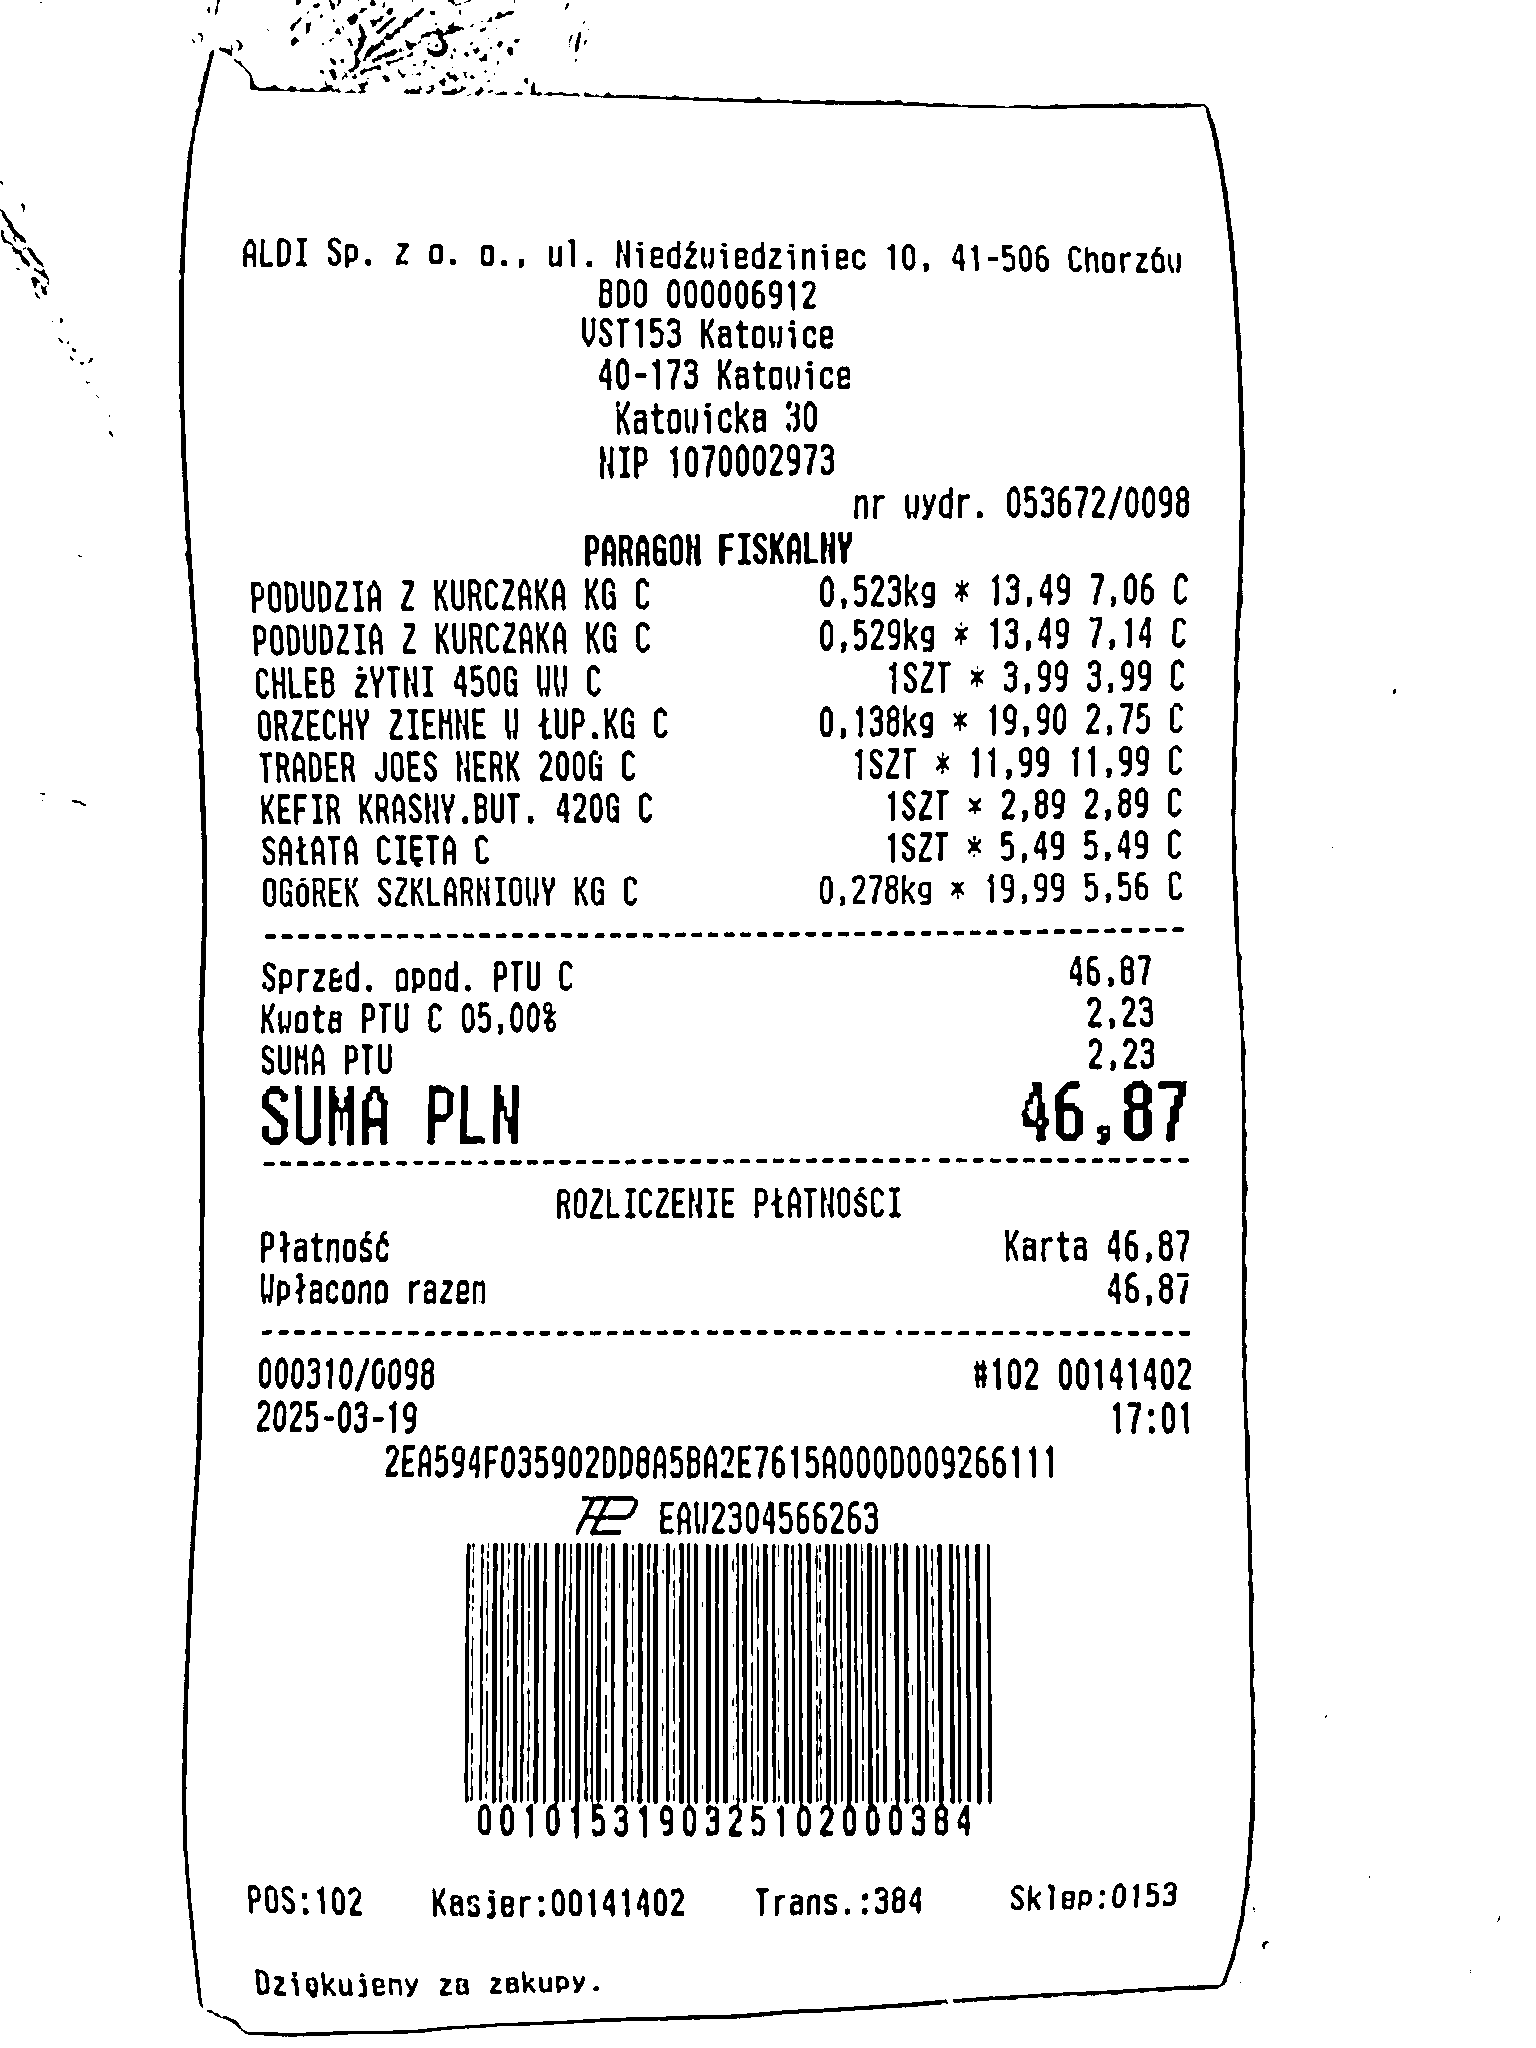 ALDI Sp. z o. o., ul. Niedźwiedziniec 10, 41-506 Chorzów
BDO 000006912
VST153 Katowice
40-173 Katowice
Katowicka 30
NIP 1070002973
nr wydr. 053672/0098
PARAGON FISKALNY
PODUDZIA Z KURCZAKA KG C 0,523kg * 13,49 7,06 C
PODUDZIA Z KURCZAKA KG C 0,529kg * 13,49 7,14 C
CHLEB ŻYTNI 450G WW C 1SZT * 3,99 3,99 C
ORZECHY ZIEMNE W ŁUP.KG C 0,138kg * 19,90 2,75 C
TRADER JOES NERK 200G C 1SZT * 11,99 11,99 C
KEFIR KRASNY.BUT. 420G C 1SZT * 2,89 2,89 C
SAŁATA CIĘTA C 1SZT * 5,49 5,49 C
OGÓREK SZKLARNIOWY KG C 0,278kg * 19,99 5,56 C
Sprzed. opod. PTU C 46,87
Kwota PTU C 05,00% 2,23
SUMA PTU 2,23
SUMA PLN 46,87
ROZLICZENIE PŁATNOŚCI
Płatność Karta 46,87
Wpłacono razem 46,87
000310/0098 #102 00141402
2025-03-19 17:01
2EA594F035902DD8A5BA2E7615A000D009266111
EAW2304566263
0010153190325102000384
POS:102 Kasjer:00141402 Trans.:384 Sklep:0153
Dziękujemy za zakupy.